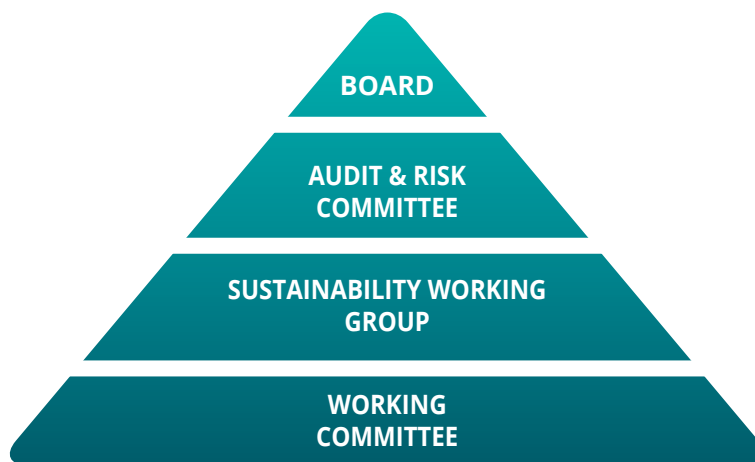 BOARD
AUDIT & RISK
COMMITTEE
SUSTAINABILITY WORKING
GROUP
WORKING
COMMITTEE